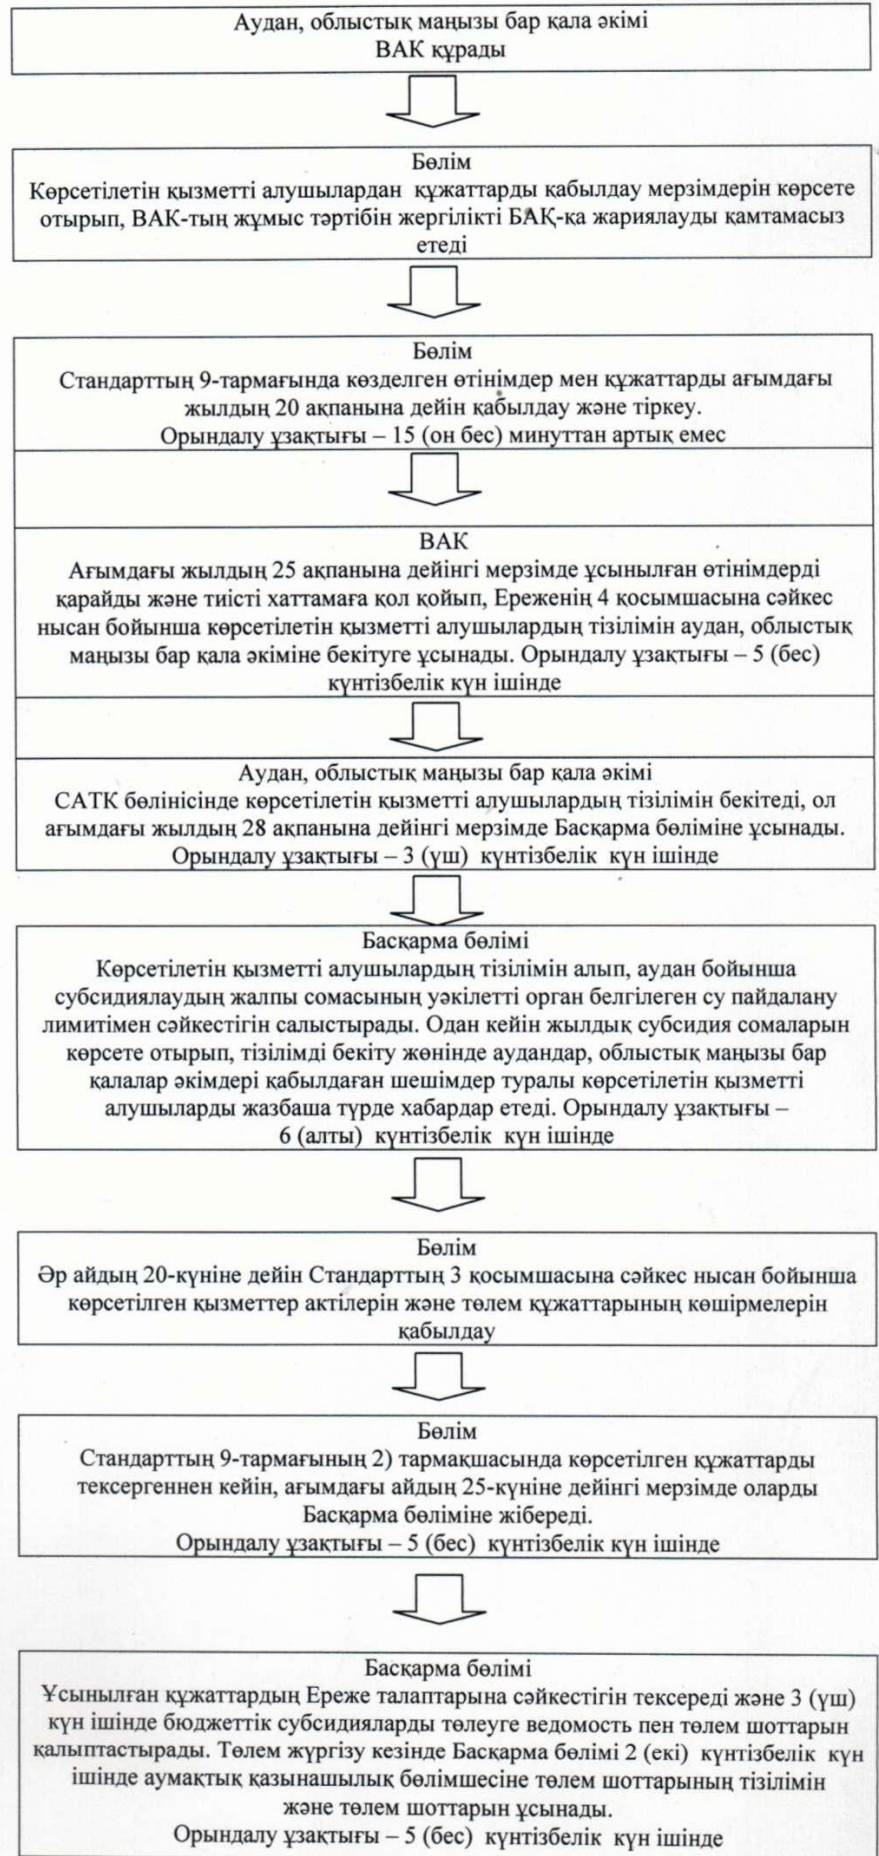 Аудан, облыстық маңызы бар қала әкімі
ВАК құрады
Бөлім
Көрсетілетін қызметті алушылардан құжаттарды қабылдау мерзімдерін көрсете
отырып, ВАК-тың жұмыс тәртібін жергілікті БАҚ-қа жариялауды қамтамасыз
етеді
Бөлім
Стандарттың 9-тармағында көзделген өтінімдер мен құжаттарды ағымдағы
жылдың 20 ақпанына дейін қабылдау және тіркеу.
Орындалу ұзақтығы – 15 (он бес) минуттан артық емес
ВАК
Ағымдағы жылдың 25 ақпанына дейінгі мерзімде ұсынылған өтінімдерді
қарайды және тиісті хаттамаға қол қойып, Ереженің 4 қосымшасына сәйкес
нысан бойынша көрсетілетін қызметті алушылардың тізілімін аудан, облыстық
маңызы бар қала әкіміне бекітуге ұсынады. Орындалу ұзақтығы – 5 (бес)
күнтізбелік күн ішінде
Аудан, облыстық маңызы бар қала әкімі
САТК бөлінісінде көрсетілетін қызметті алушылардың тізілімін бекітеді, ол
ағымдағы жылдың 28 ақпанына дейінгі мерзімде Басқарма бөліміне ұсынады.
Орындалу ұзақтығы – 3 (үш) күнтізбелік күн ішінде
Басқарма бөлімі
Көрсетілетін қызметті алушылардың тізілімін алып, аудан бойынша
субсидиялаудың жалпы сомасының уәкілетті орган белгілеген су пайдалану
лимитімен сәйкестігін салыстырады. Одан кейін жылдық субсидия сомаларын
көрсете отырып, тізілімді бекіту жөнінде аудандар, облыстық маңызы бар
қалалар әкімдері қабылдаған шешімдер туралы көрсетілетін қызметті
алушыларды жазбаша түрде хабардар етеді. Орындалу ұзақтығы –
6 (алты) күнтізбелік күн ішінде
Бөлім
Әр айдың 20-күніне дейін Стандарттың 3 қосымшасына сәйкес нысан бойынша
көрсетілген қызметтер актілерін және төлем құжаттарының көшірмелерін
қабылдау
Бөлім
Стандарттың 9-тармағының 2) тармақшасында көрсетілген құжаттарды
тексергеннен кейін, ағымдағы айдың 25-күніне дейінгі мерзімде оларды
Басқарма бөліміне жібереді.
Орындалу ұзақтығы – 5 (бес) күнтізбелік күн ішінде
Басқарма бөлімі
Ұсынылған құжаттардың Ереже талаптарына сәйкестігін тексереді және 3 (үш)
күн ішінде бюджеттік субсидияларды төлеуге ведомость пен төлем шоттарын
қалыптастырады. Төлем жүргізу кезінде Басқарма бөлімі 2 (екі) күнтізбелік күн
ішінде аумақтық қазынашылық бөлімшесіне төлем шоттарының тізілімін
және төлем шоттарын ұсынады.
Орындалу ұзақтығы – 5 (бес) күнтізбелік күн ішінде